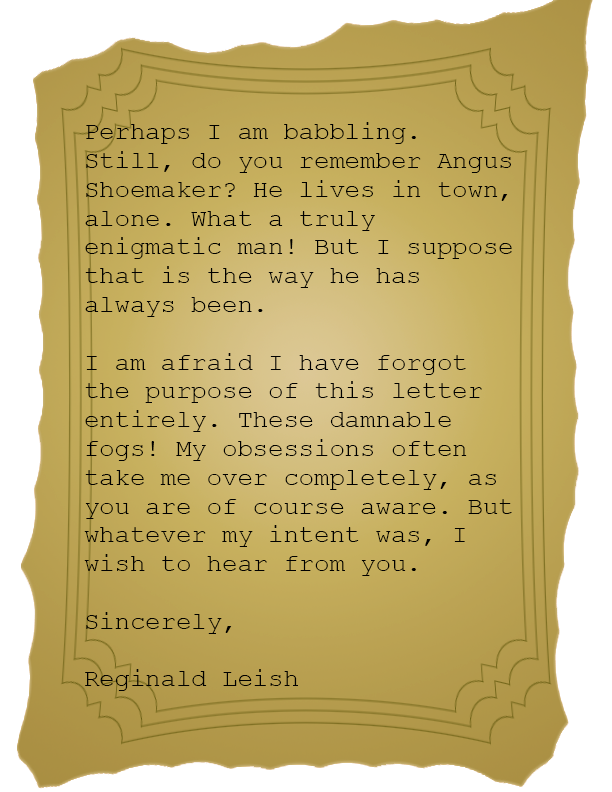 Perhaps I am babbling.
Still, do you remember Angus
Shoemaker? He lives in town,
alone. What a truly
enigmatic man! But I suppose
that is the way he has
always been.

I am afraid I have forgot
the purpose of this letter
entirely. These damnable
fogs! My obsessions often
take me over completely, as
you are of course aware. But
whatever my intent was, I
wish to hear from you.

Sincerely,

Reginald Leish